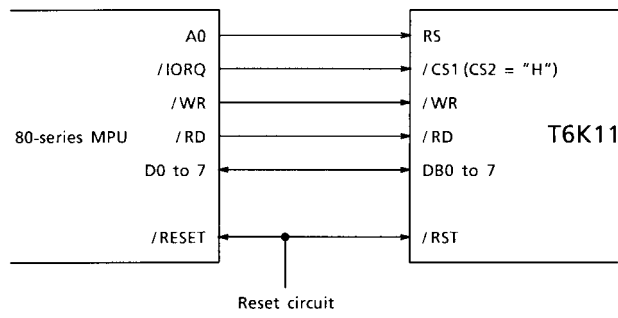 A0 RS
/IORQ /CS1 (CS2 = "H")
/WR /WR
80-series MPU /RD /RD T6K11
D0 to 7 DB0 to 7
/RESET /RST
Reset circuit